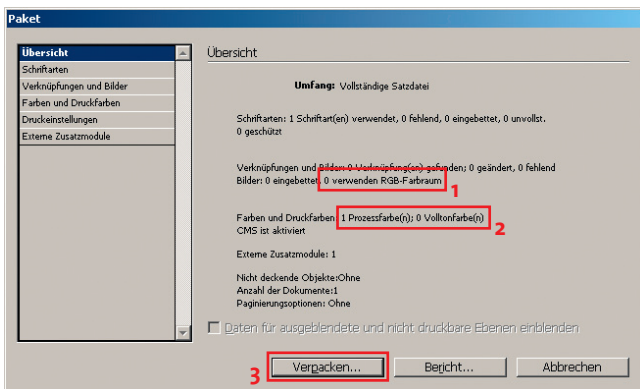 Paket
Übersicht
Schriftarten
Verknüpfungen und Bilder
Farben und Druckfarben
Druckeinstellungen
Externe Zusatzmodule
Übersicht
Umfang: Vollständige Satzdatei
Schriftarten: 1 Schriftart(en) verwendet, 0 fehlend, 0 eingebettet, 0 unvollst.
0 geschützt
Verknüpfungen und Bilder: 0 Verknüpfung(en) gefunden; 0 geändert, 0 fehlend
Bilder: 0 eingebettet, 0 verwenden RGB-Farbraum
1
Farben und Druckfarben: 1 Prozessfarbe(n); 0 Volltonfarbe(n)
2
CMS ist aktiviert
Externe Zusatzmodule: 1
Nicht deckende Objekte:Ohne
Anzahl der Dokumente:1
Paginierungsoptionen: Ohne
Daten für ausgeblendete und nicht druckbare Ebenen einblenden
3
Verpacken... Bericht... Abbrechen